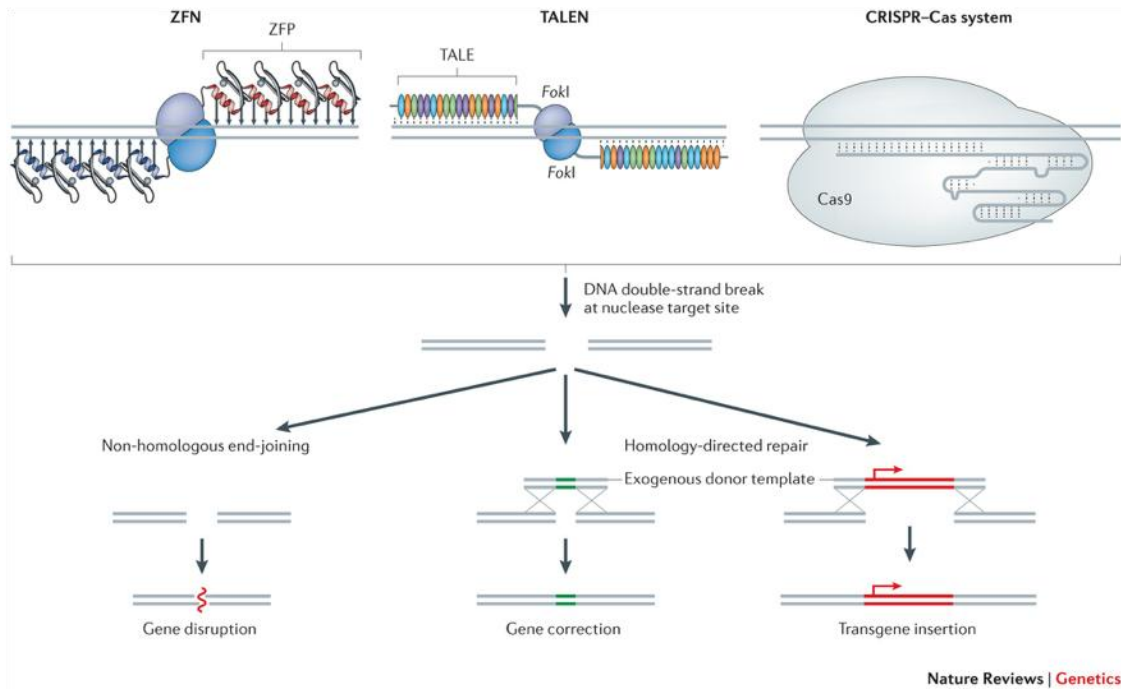 ZFN
ZFP
TALEN
TALE
FokI
FokI
CRISPR–Cas system
Cas9
DNA double-strand break
at nuclease target site
Non-homologous end-joining
Homology-directed repair
Exogenous donor template
Gene disruption
Gene correction
Transgene insertion
Nature Reviews | Genetics